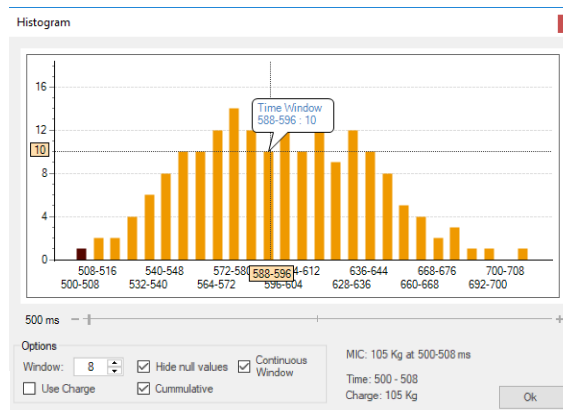 Histogram
16
12
10
8
4
0
Time Window
588-596 : 10
508-516 540-548 572-580 588-596 4-612 636-644 668-676 700-708
500-508 532-540 564-572 596-604 628-636 660-668 692-700
500 ms
Options
Window: 8
Hide null values
Continuous
Window
Use Charge
Cummulative
MIC: 105 Kg at 500-508 ms
Time: 500 - 508
Charge: 105 Kg
Ok